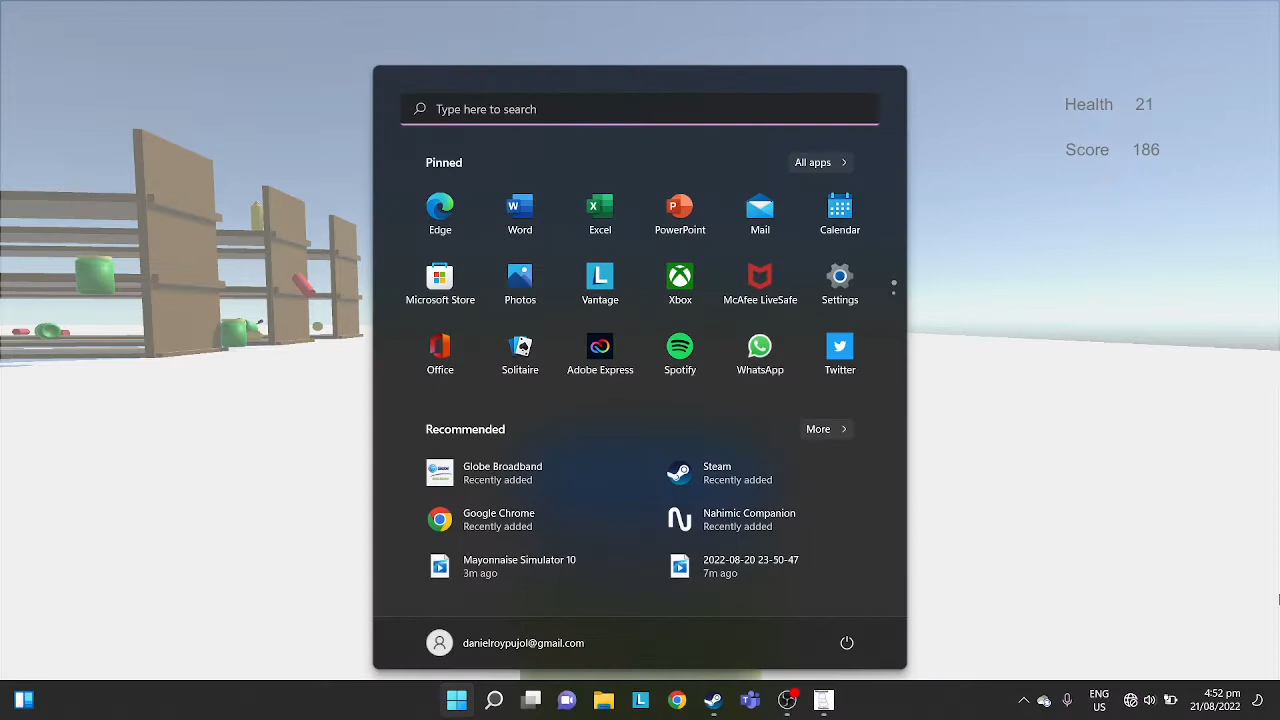 Health 21
Score 186
Type here to search
Pinned
All apps
Edge
Word
Excel
PowerPoint
Mail
Calendar
Microsoft Store
Photos
Vantage
Xbox
McAfee LiveSafe
Settings
Office
Solitaire
Adobe Express
Spotify
WhatsApp
Twitter
Recommended
More
Globe Broadband
Recently added
Steam
Recently added
Google Chrome
Recently added
Nahimic Companion
Recently added
Mayonnaise Simulator 10
3m ago
2022-08-20 23-50-47
7m ago
danielroypujol@gmail.com
ENG
US
4:52 pm
21/08/2022